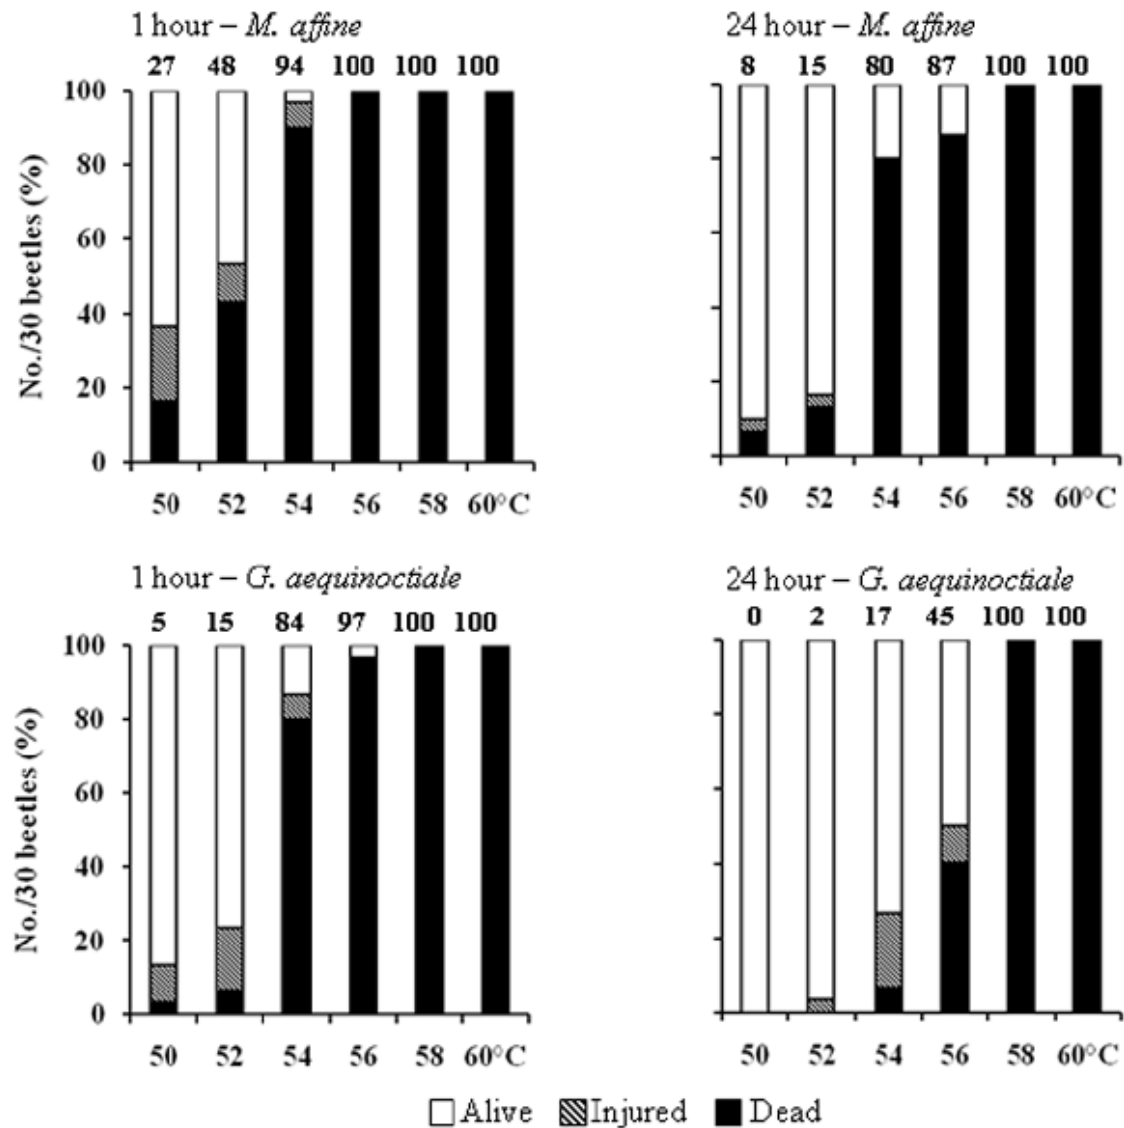 1 hour – M. affine
27 48 94 100 100 100
No./30 beetles (%)
100
80
60
40
20
0
50 52 54 56 58 60°C
24 hour – M. affine
8 15 80 87 100 100
50 52 54 56 58 60°C
1 hour – G. aequinoctiale
5 15 84 97 100 100
No./30 beetles (%)
100
80
60
40
20
0
50 52 54 56 58 60°C
24 hour – G. aequinoctiale
0 2 17 45 100 100
50 52 54 56 58 60°C
Alive Injured Dead